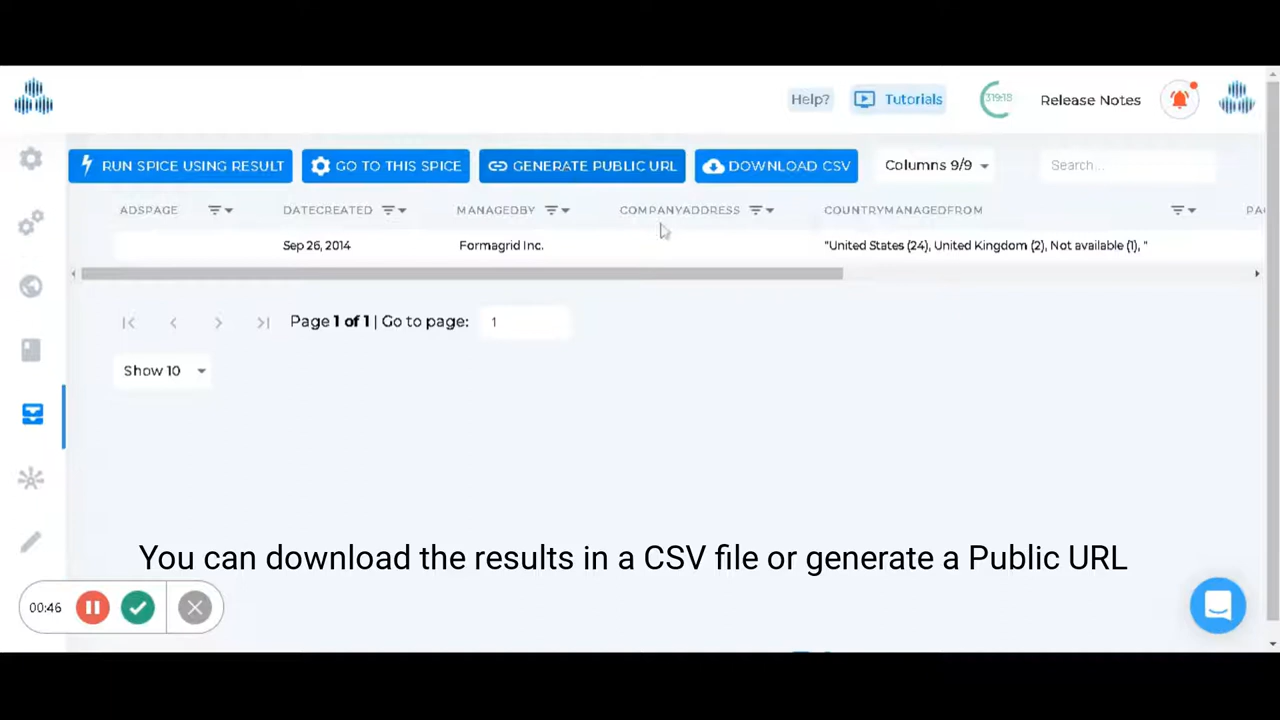 Help?
Tutorials
319:18
Release Notes
RUN SPICE USING RESULT
GO TO THIS SPICE
GENERATE PUBLIC URL
DOWNLOAD CSV
Columns 9/9
Search...
ADSPAGE
DATECREATED
MANAGEDBY
COMPANYADDRESS
COUNTRYMANAGEDFROM
Sep 26, 2014
Formagrid Inc.
"United States (24), United Kingdom (2), Not available (1), "
Page 1 of 1 | Go to page:
1
Show 10
You can download the results in a CSV file or generate a Public URL
00:46